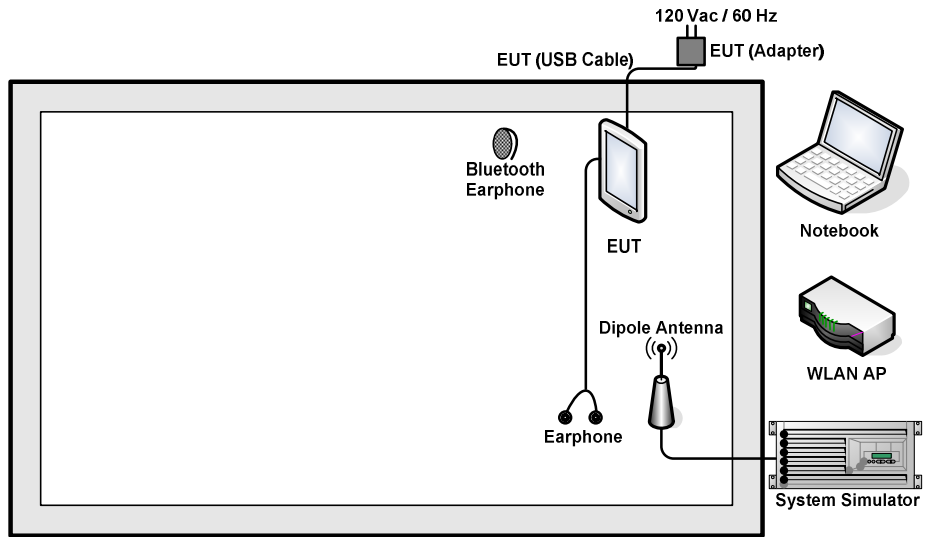 120 Vac / 60 Hz
EUT (Adapter)
EUT (USB Cable)
Bluetooth
Earphone
EUT
Notebook
Dipole Antenna
WLAN AP
Earphone
System Simulator